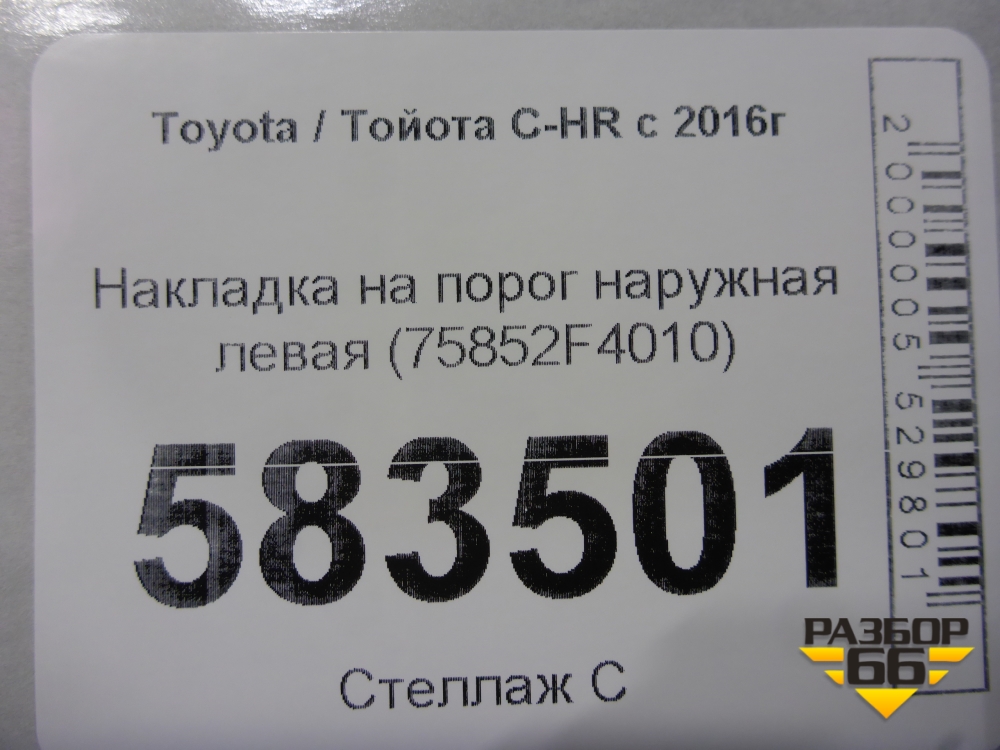 Toyota / Тойота C-HR с 2016г
Накладка на порог наружная
левая (75852F4010)
583501
Стеллаж С
2000005529801
РАЗБОР
66